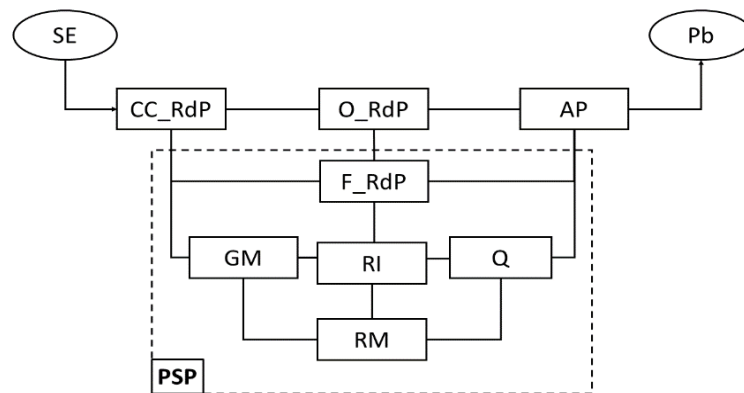 SE
Pb
CC_RdP
O_RdP
AP
F_RdP
GM
RI
Q
RM
PSP